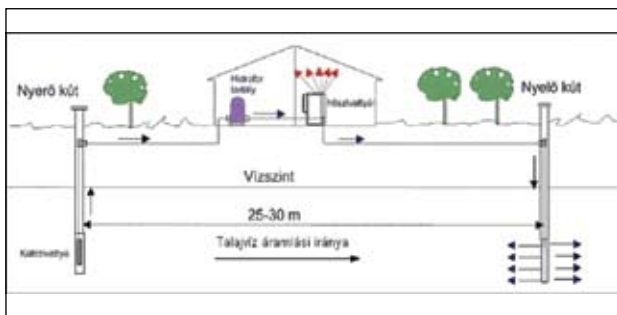 Nyerő kút
Hidrofor
tartály
Hőszivattyú
Nyelő kút
Vízszint
25-30 m
Kútszivattyú
Talajvíz áramlási iránya